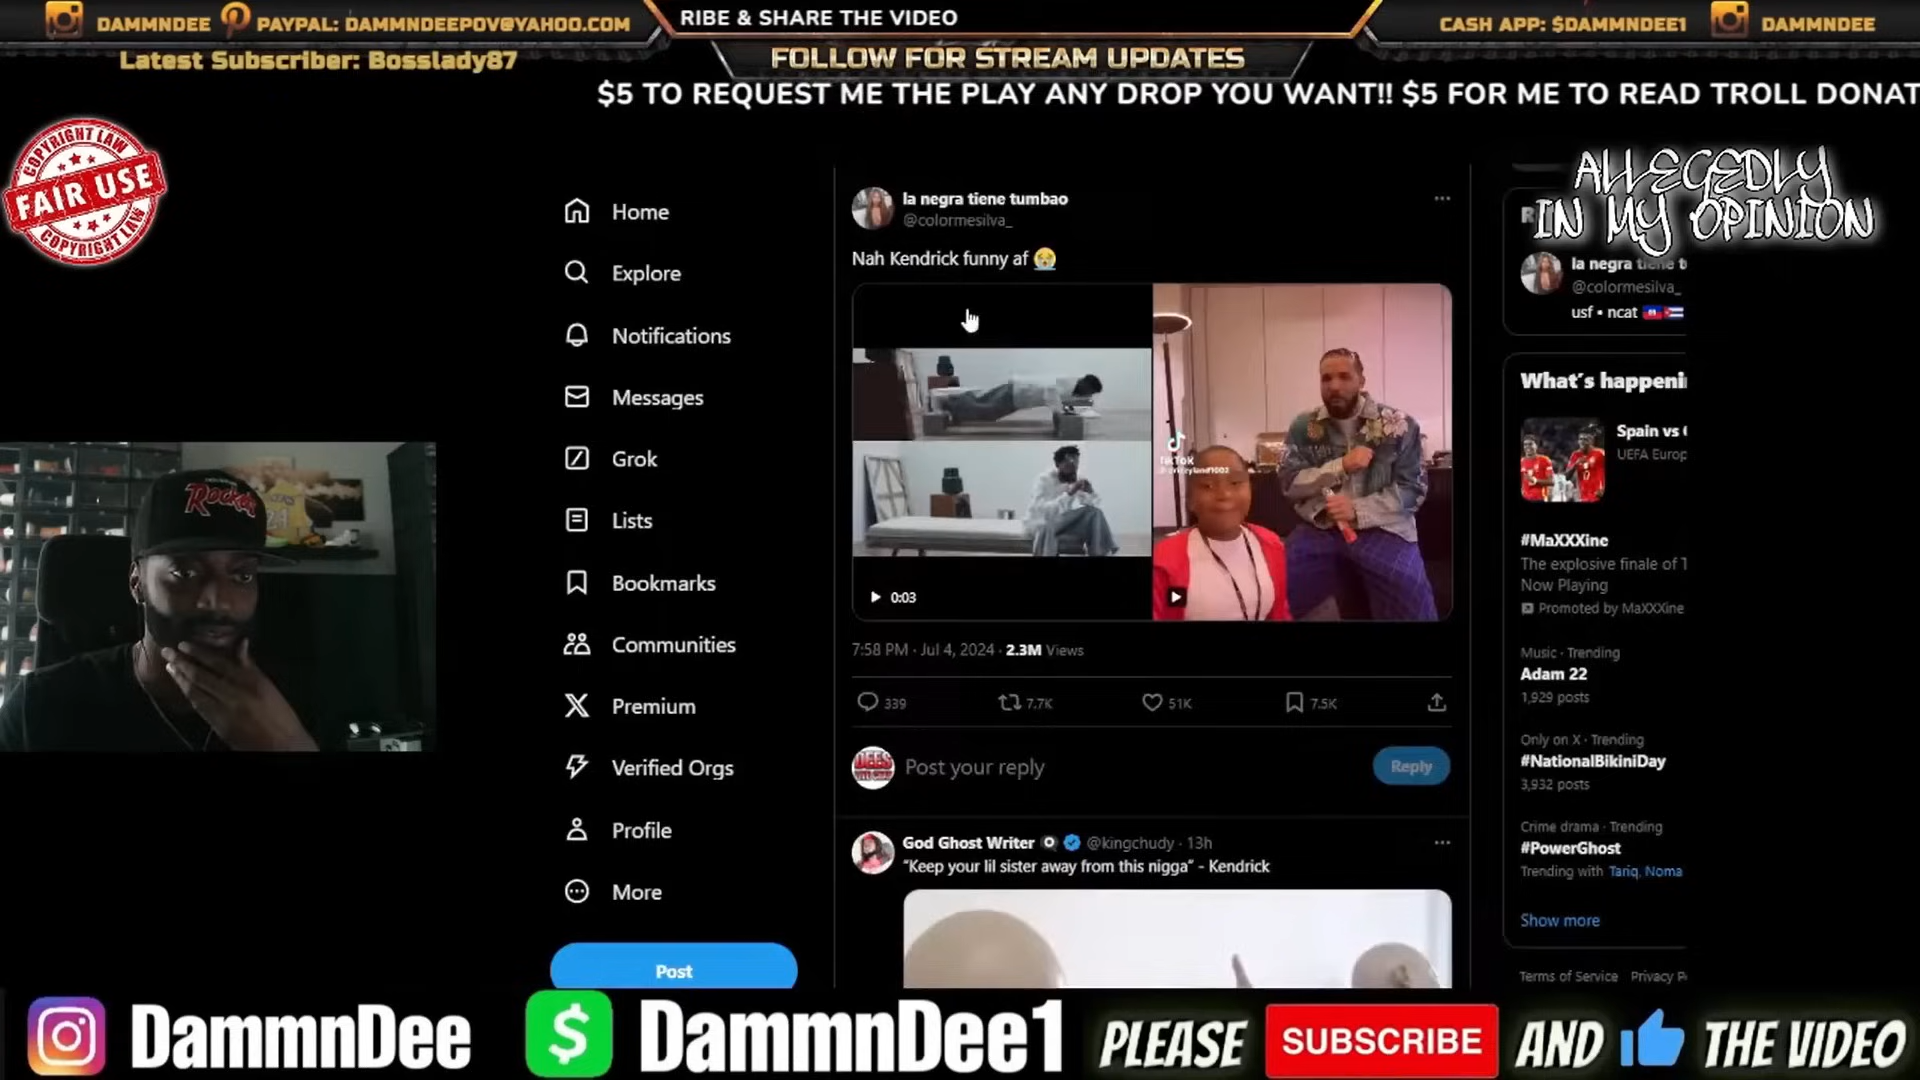 DAMMNDEE PAYPAL: DAMMNDEEPOV@YAHOO.COM
RIBE & SHARE THE VIDEO
CASH APP: $DAMMNDEE1 DAMMNDEE
Latest Subscriber: Bosslady87
FOLLOW FOR STREAM UPDATES
$5 TO REQUEST ME THE PLAY ANY DROP YOU WANT!! $5 FOR ME TO READ TROLL DONAT
COPYRIGHT LAW
FAIR USE
COPYRIGHT LAW
ALLEGEDLY
IN MY OPINION
Rockets
Home
Explore
Notifications
Messages
Grok
Lists
Bookmarks
Communities
Premium
Verified Orgs
Profile
More
Post
la negra tiene tumbao
@colormesilva_
Nah Kendrick funny af 😭
TikTok
0:03
7:58 PM · Jul 4, 2024 · 2.3M Views
339 7.7K 51K 7.5K
DEES
Post your reply
Reply
God Ghost Writer @kingchudy · 13h
“Keep your lil sister away from this nigga” - Kendrick
R
la negra tiene t
@colormesilva_
usf • ncat 🇭🇹🇨🇺
What’s happeni
Spain vs
UEFA Europ
#MaXXXine
The explosive finale of T
Now Playing
Promoted by MaXXXine
Music · Trending
Adam 22
1,929 posts
Only on X · Trending
#NationalBikiniDay
3,932 posts
Crime drama · Trending
#PowerGhost
Trending with Tariq, Noma
Show more
Terms of Service Privacy P
DammnDee
$ DammnDee1
PLEASE SUBSCRIBE AND THE VIDEO